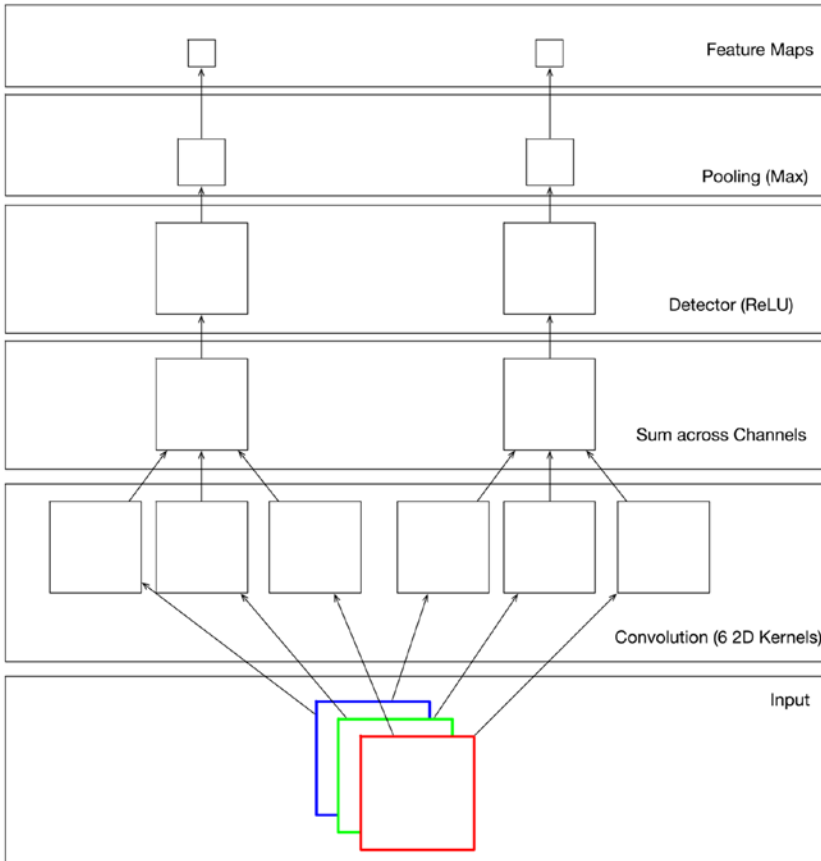 Feature Maps
Pooling (Max)
Detector (ReLU)
Sum across Channels
Convolution (6 2D Kernels)
Input